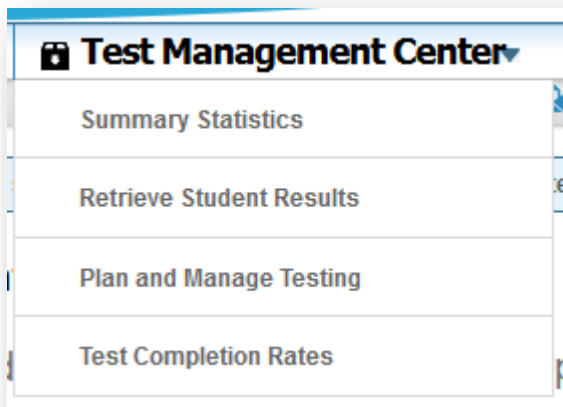 Test Management Center
Summary Statistics
Retrieve Student Results
Plan and Manage Testing
Test Completion Rates